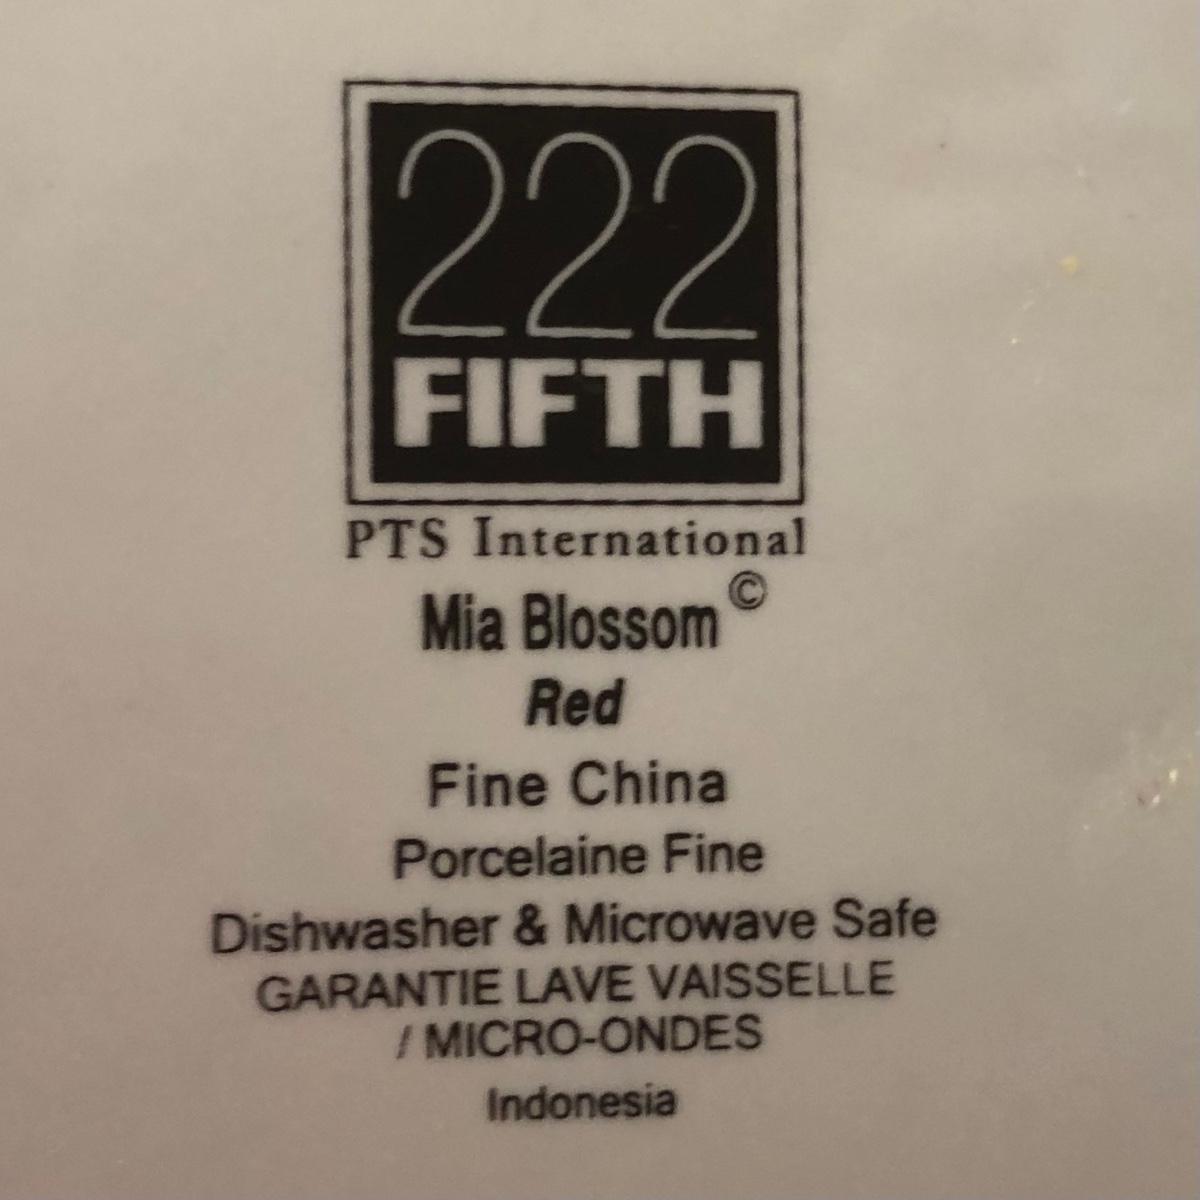 222
FIFTH
PTS International
Mia Blossom©
Red
Fine China
Porcelaine Fine
Dishwasher & Microwave Safe
GARANTIE LAVE VAISSELLE
/ MICRO-ONDES
Indonesia